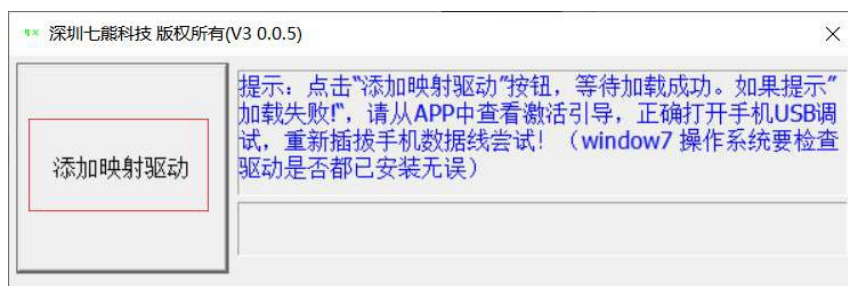 深圳七能科技 版权所有(V3 0.0.5)
添加映射驱动
提示：点击“添加映射驱动”按钮，等待加载成功。如果提示”
加载失败!“，请从APP中查看激活引导，正确打开手机USB调
试，重新插拔手机数据线尝试！（window7 操作系统要检查
驱动是否都已安装无误）